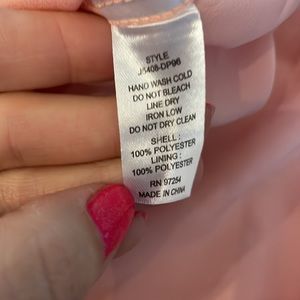 STYLE
J5408-DP96
HAND WASH COLD
DO NOT BLEACH
LINE DRY
IRON LOW
DO NOT DRY CLEAN
SHELL:
100% POLYESTER
LINING:
100% POLYESTER
RN 97254
MADE IN CHINA